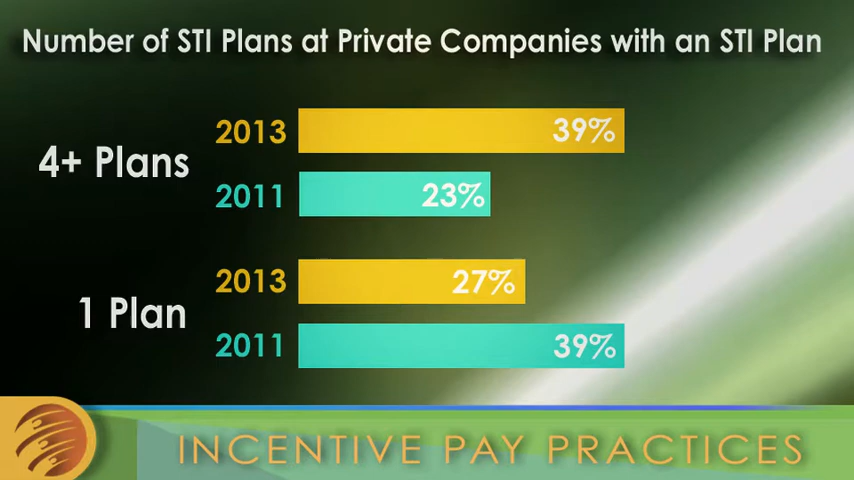 Number of STI Plans at Private Companies with an STI Plan
4+ Plans
2013 39%
2011 23%
1 Plan
2013 27%
2011 39%
INCENTIVE PAY PRACTICES